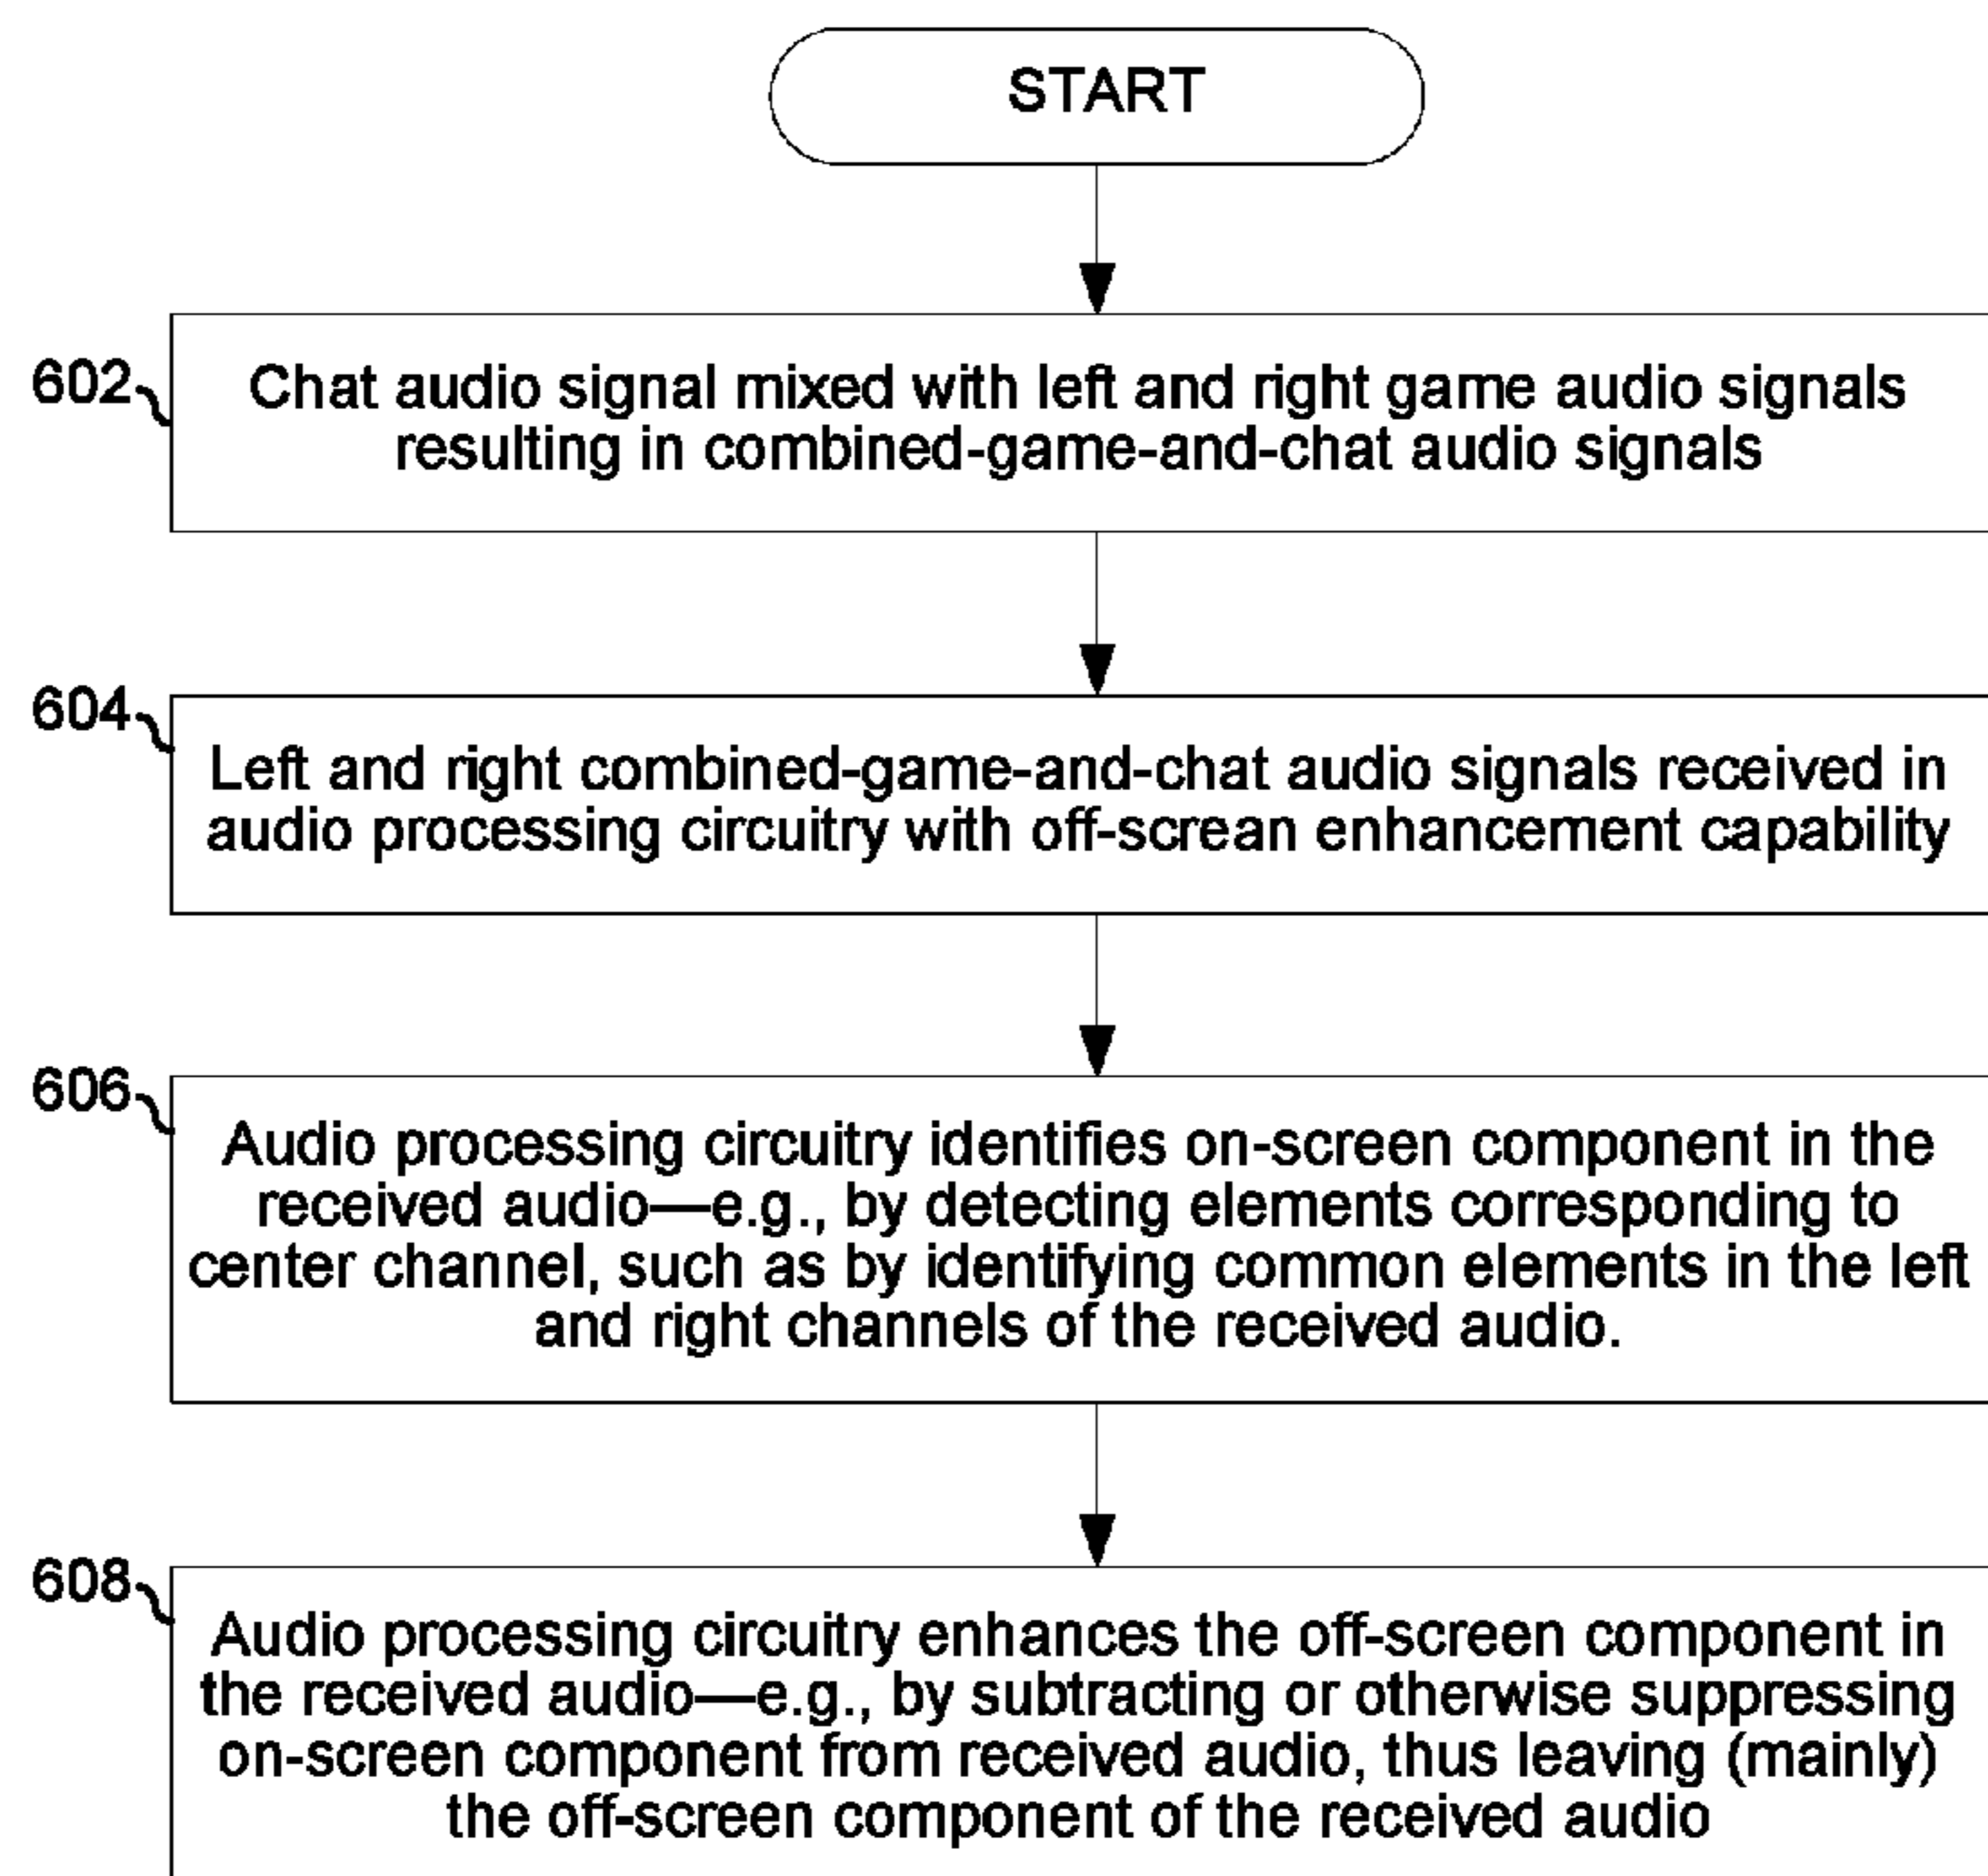 START
602
Chat audio signal mixed with left and right game audio signals
resulting in combined-game-and-chat audio signals
604
Left and right combined-game-and-chat audio signals received in
audio processing circuitry with off-screan enhancement capability
606
Audio processing circuitry identifies on-screen component in the
received audio—e.g., by detecting elements corresponding to
center channel, such as by identifying common elements in the left
and right channels of the received audio.
608
Audio processing circuitry enhances the off-screen component in
the received audio—e.g., by subtracting or otherwise suppressing
on-screen component from received audio, thus leaving (mainly)
the off-screen component of the received audio